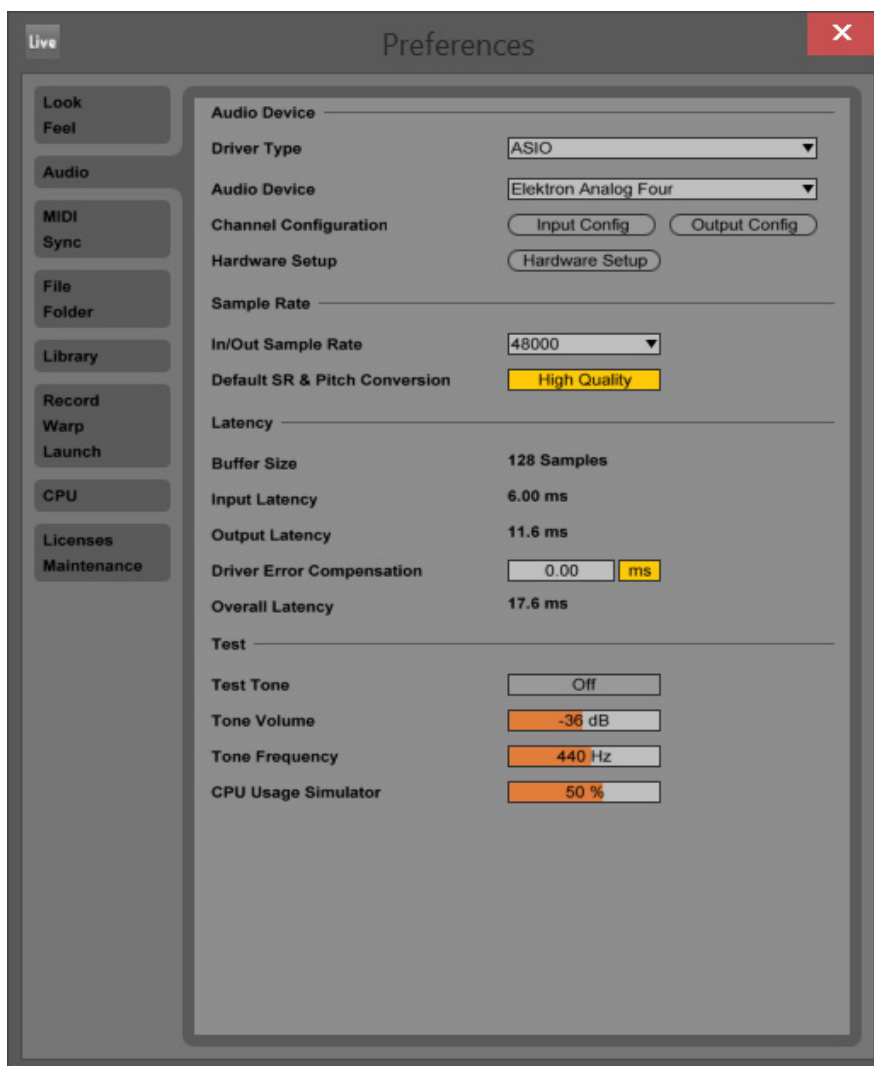 Live
Preferences
Look
Feel
Audio
MIDI
Sync
File
Folder
Library
Record
Warp
Launch
CPU
Licenses
Maintenance
Audio Device
Driver Type ASIO
Audio Device Elektron Analog Four
Channel Configuration Input Config Output Config
Hardware Setup Hardware Setup
Sample Rate
In/Out Sample Rate 48000
Default SR & Pitch Conversion High Quality
Latency
Buffer Size 128 Samples
Input Latency 6.00 ms
Output Latency 11.6 ms
Driver Error Compensation 0.00 ms
Overall Latency 17.6 ms
Test
Test Tone Off
Tone Volume -36 dB
Tone Frequency 440 Hz
CPU Usage Simulator 50 %